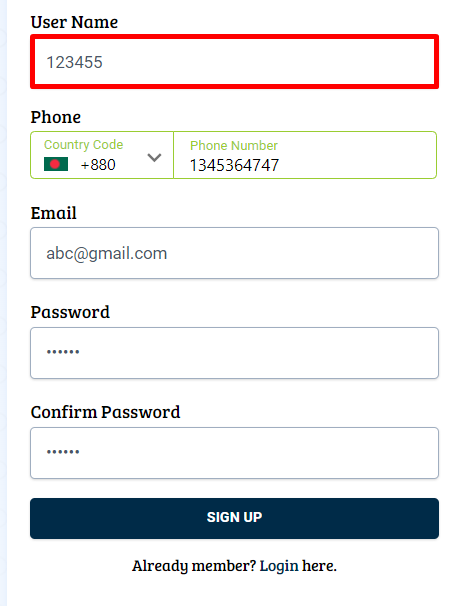 User Name
123455
Phone
Country Code
+880
Phone Number
1345364747
Email
abc@gmail.com
Password
••••••
Confirm Password
••••••
SIGN UP
Already member? Login here.